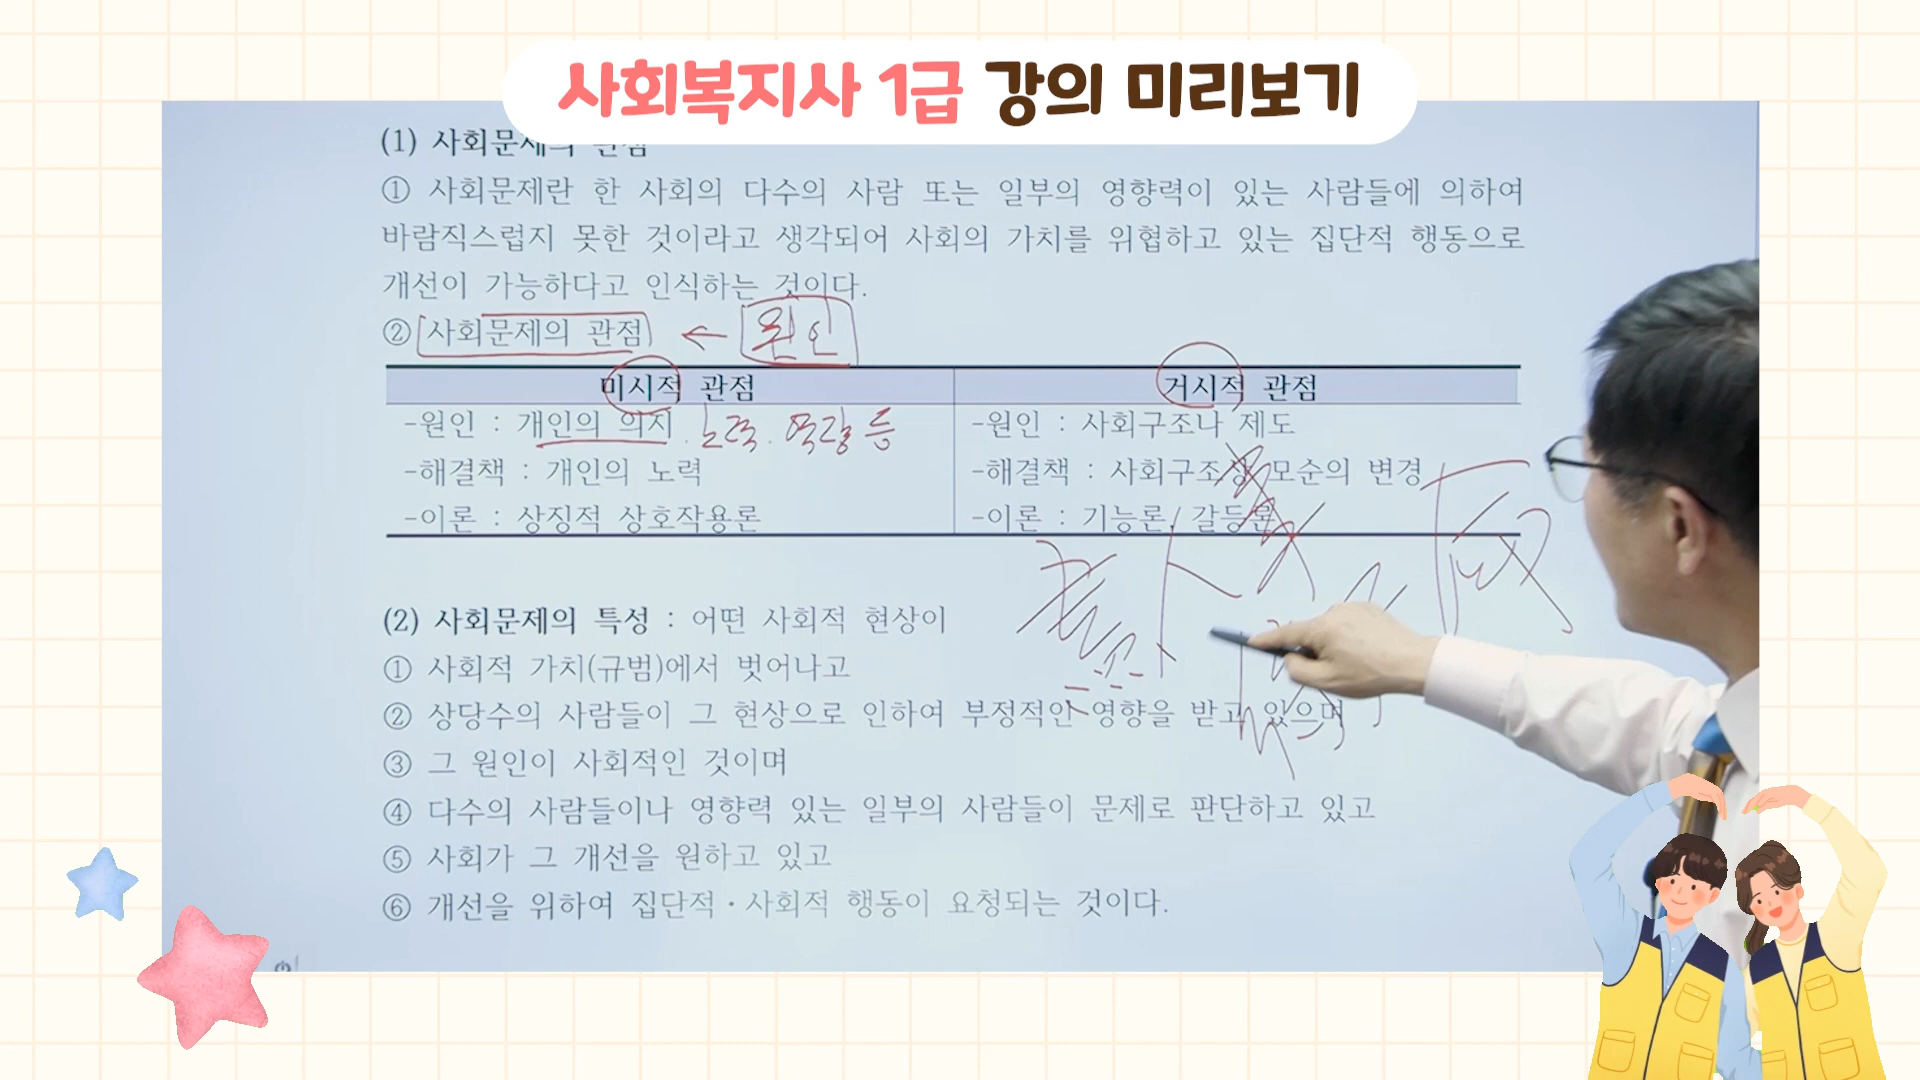 사회복지사 1급 강의 미리보기
(1) 사회문제의 관점
① 사회문제란 한 사회의 다수의 사람 또는 일부의 영향력이 있는 사람들에 의하여
바람직스럽지 못한 것이라고 생각되어 사회의 가치를 위협하고 있는 집단적 행동으로
개선이 가능하다고 인식하는 것이다.
② 사회문제의 관점 ← 원인
미시적 관점
거시적 관점
-원인 : 개인의 의지. 노력. 역량 등
-원인 : 사회구조나 제도
-해결책 : 개인의 노력
-해결책 : 사회구조상 모순의 변경
-이론 : 상징적 상호작용론
-이론 : 기능론, 갈등론
(2) 사회문제의 특성 : 어떤 사회적 현상이
① 사회적 가치(규범)에서 벗어나고
② 상당수의 사람들이 그 현상으로 인하여 부정적인 영향을 받고 있으며
③ 그 원인이 사회적인 것이며
④ 다수의 사람들이나 영향력 있는 일부의 사람들이 문제로 판단하고 있고
⑤ 사회가 그 개선을 원하고 있고
⑥ 개선을 위하여 집단적·사회적 행동이 요청되는 것이다.